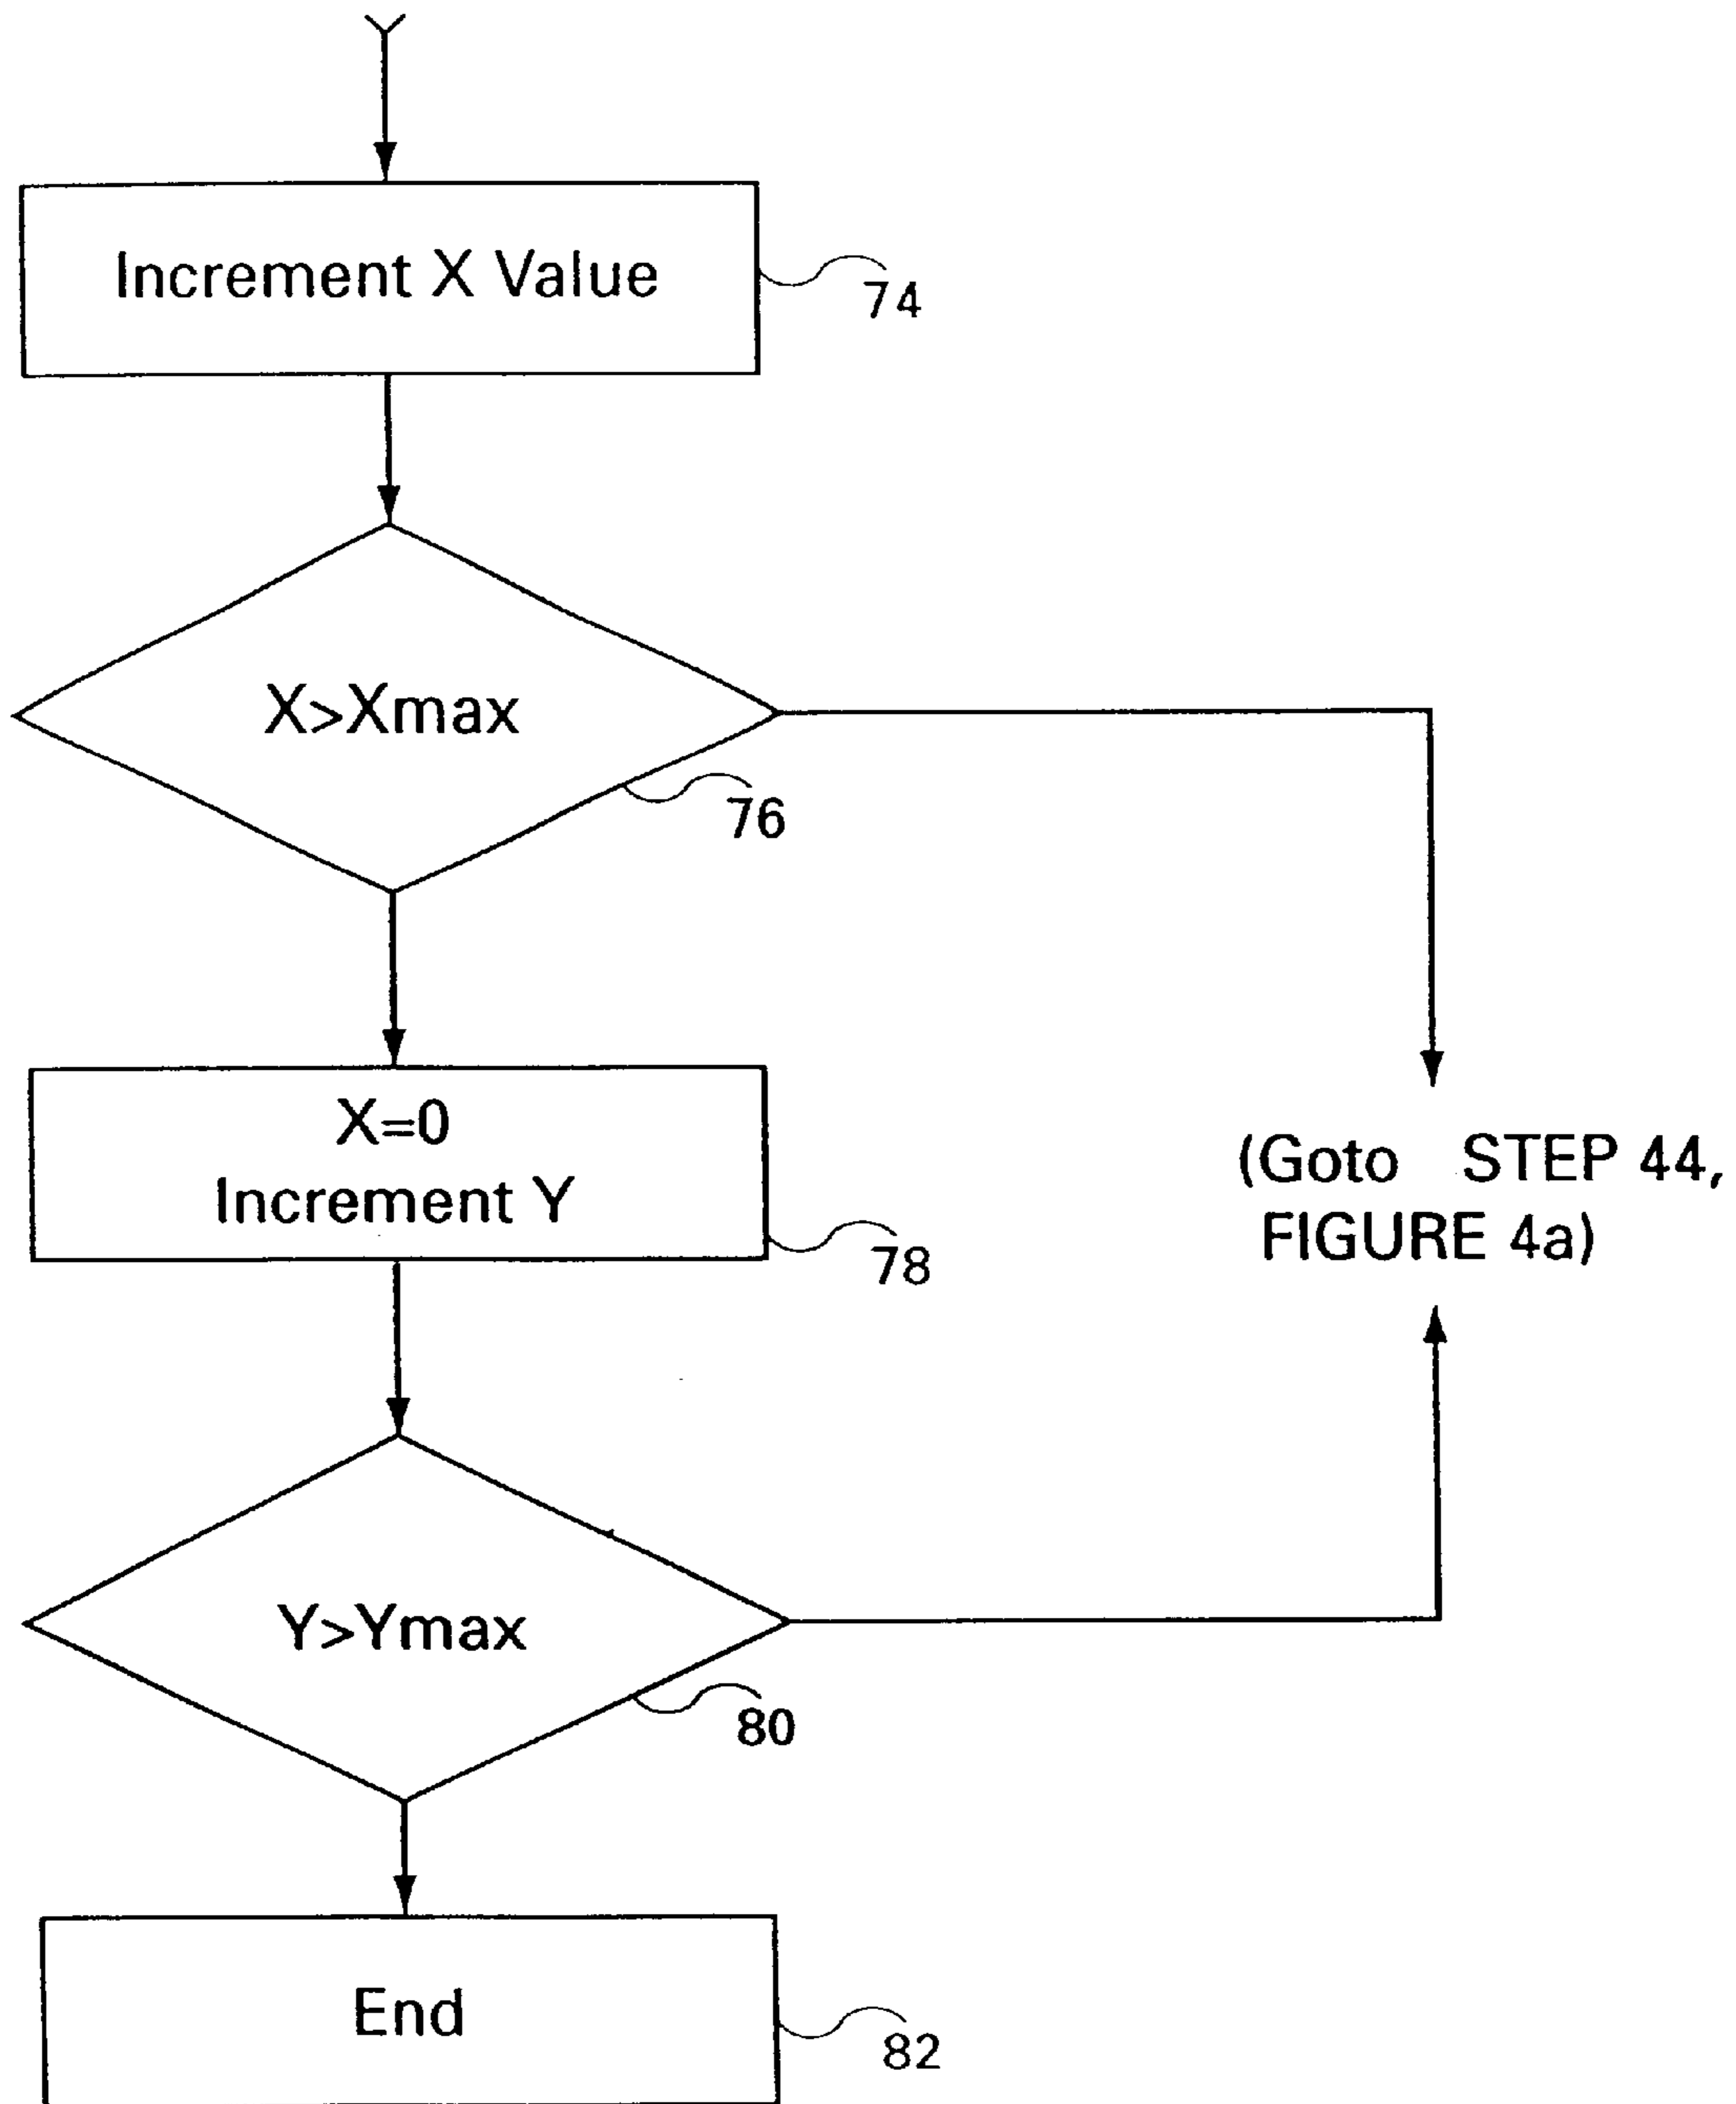 Increment X Value
74
X>Xmax
76
X=0
Increment Y
78
(Goto STEP 44,
FIGURE 4a)
Y>Ymax
80
End
82